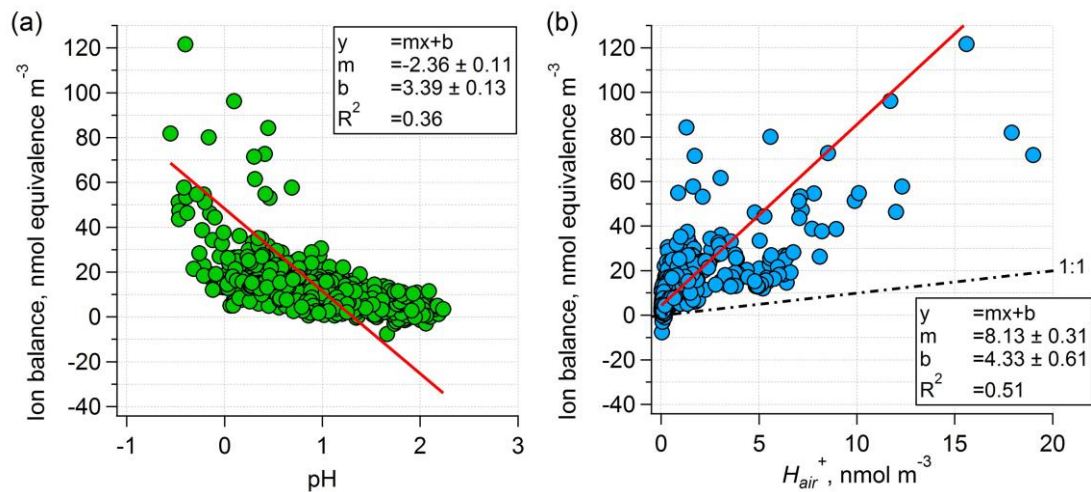 (a)
Ion balance, nmol equivalence m⁻³
120
100
80
60
40
20
0
-20
-40
y =mx+b
m =-2.36 ± 0.11
b =3.39 ± 0.13
R² =0.36
-1 0 1 2 3
pH
(b)
Ion balance, nmol equivalence m⁻³
120
100
80
60
40
20
0
-20
-40
1:1
y =mx+b
m =8.13 ± 0.31
b =4.33 ± 0.61
R² =0.51
0 5 10 15 20
H_air⁺, nmol m⁻³